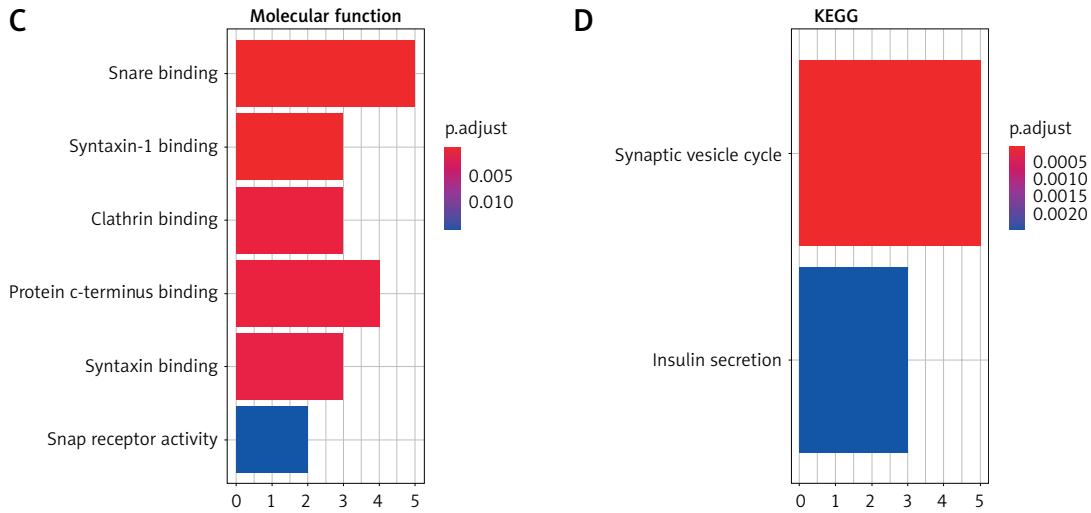 C
Molecular function
Snare binding
Syntaxin-1 binding
Clathrin binding
Protein c-terminus binding
Syntaxin binding
Snap receptor activity
0 1 2 3 4 5
p.adjust
0.005
0.010
D
KEGG
Synaptic vesicle cycle
Insulin secretion
0 1 2 3 4 5
p.adjust
0.0005
0.0010
0.0015
0.0020